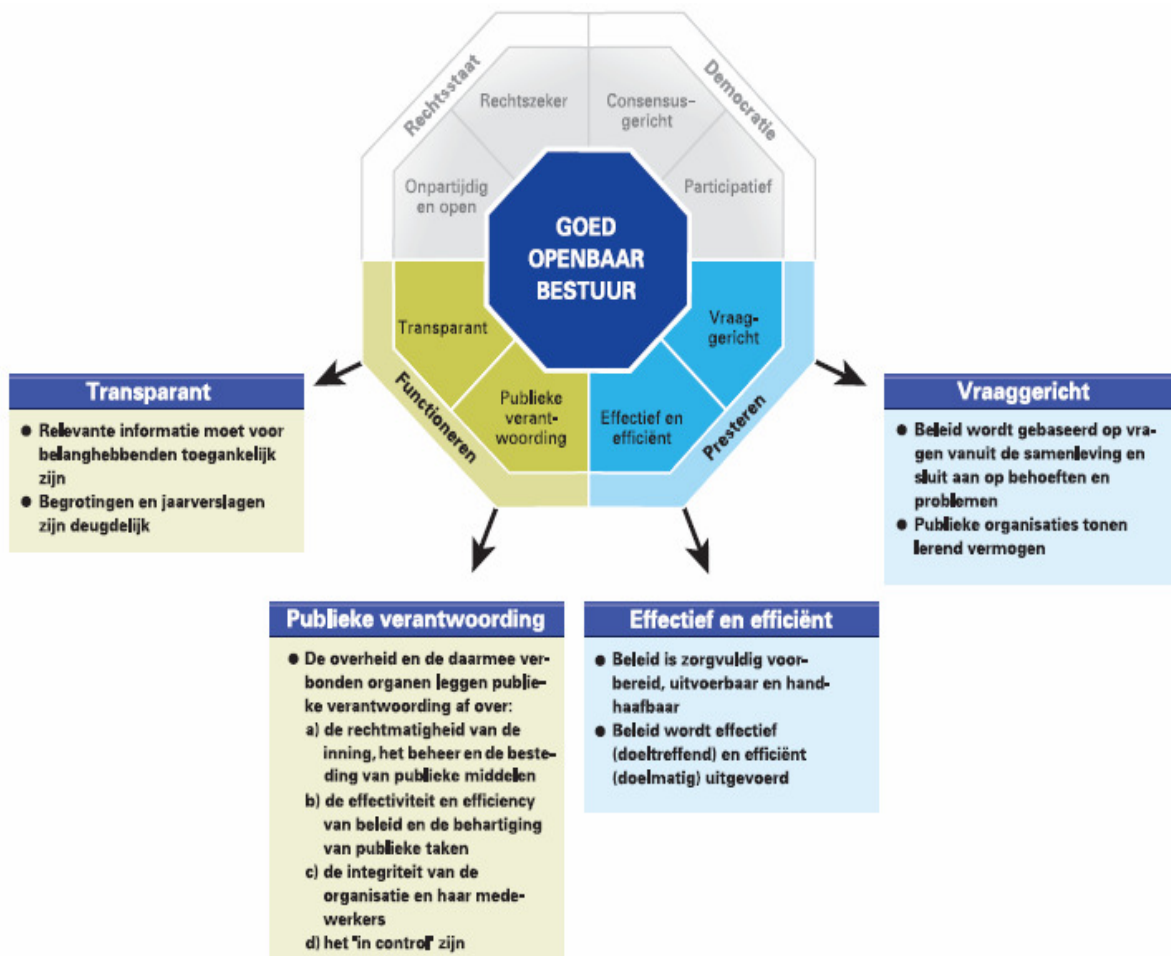 Rechtsstaat
Democratie
Rechtszeker
Consensus-
gericht
Onpartijdig
en open
Participatief
GOED
OPENBAAR
BESTUUR
Transparant
Vraag-
gericht
Publieke
verant-
woording
Effectief en
efficiënt
Functioneren
Presteren
Transparant
● Relevante informatie moet voor
belanghebbenden toegankelijk
zijn
● Begrotingen en jaarverslagen
zijn deugdelijk
Vraaggericht
● Beleid wordt gebaseerd op vra-
gen vanuit de samenleving en
sluit aan op behoeften en
problemen
● Publieke organisaties tonen
lerend vermogen
Publieke verantwoording
● De overheid en de daarmee ver-
bonden organen leggen publie-
ke verantwoording af over:
a) de rechtmatigheid van de
inning, het beheer en de beste-
ding van publieke middelen
b) de effectiviteit en efficiency
van beleid en de behartiging
van publieke taken
c) de integriteit van de
organisatie en haar mede-
werkers
d) het "in control" zijn
Effectief en efficiënt
● Beleid is zorgvuldig voor-
bereid, uitvoerbaar en hand-
haafbaar
● Beleid wordt effectief
(doeltreffend) en efficiënt
(doelmatig) uitgevoerd